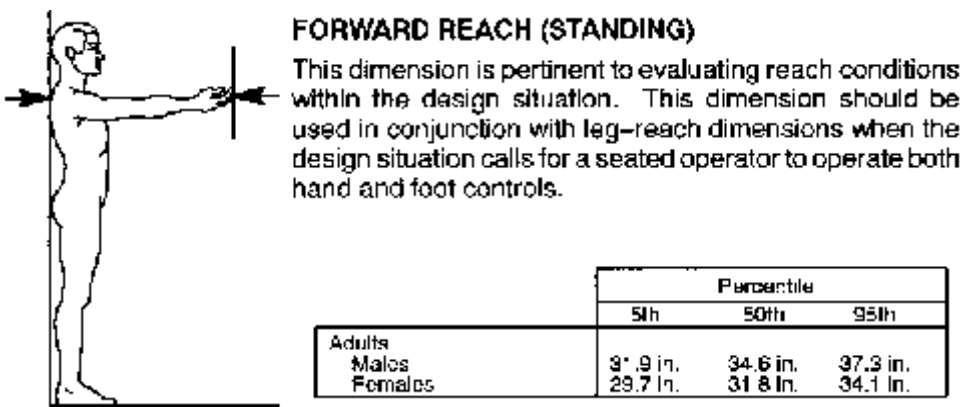 FORWARD REACH (STANDING)
This dimension is pertinent to evaluating reach conditions
within the design situation. This dimension should be
used in conjunction with leg-reach dimensions when the
design situation calls for a seated operator to operate both
hand and foot controls.
Percentile
5th 50th 95th
Adults
Males 31.9 in. 34.6 in. 37.3 in.
Females 29.7 in. 31.8 in. 34.1 in.